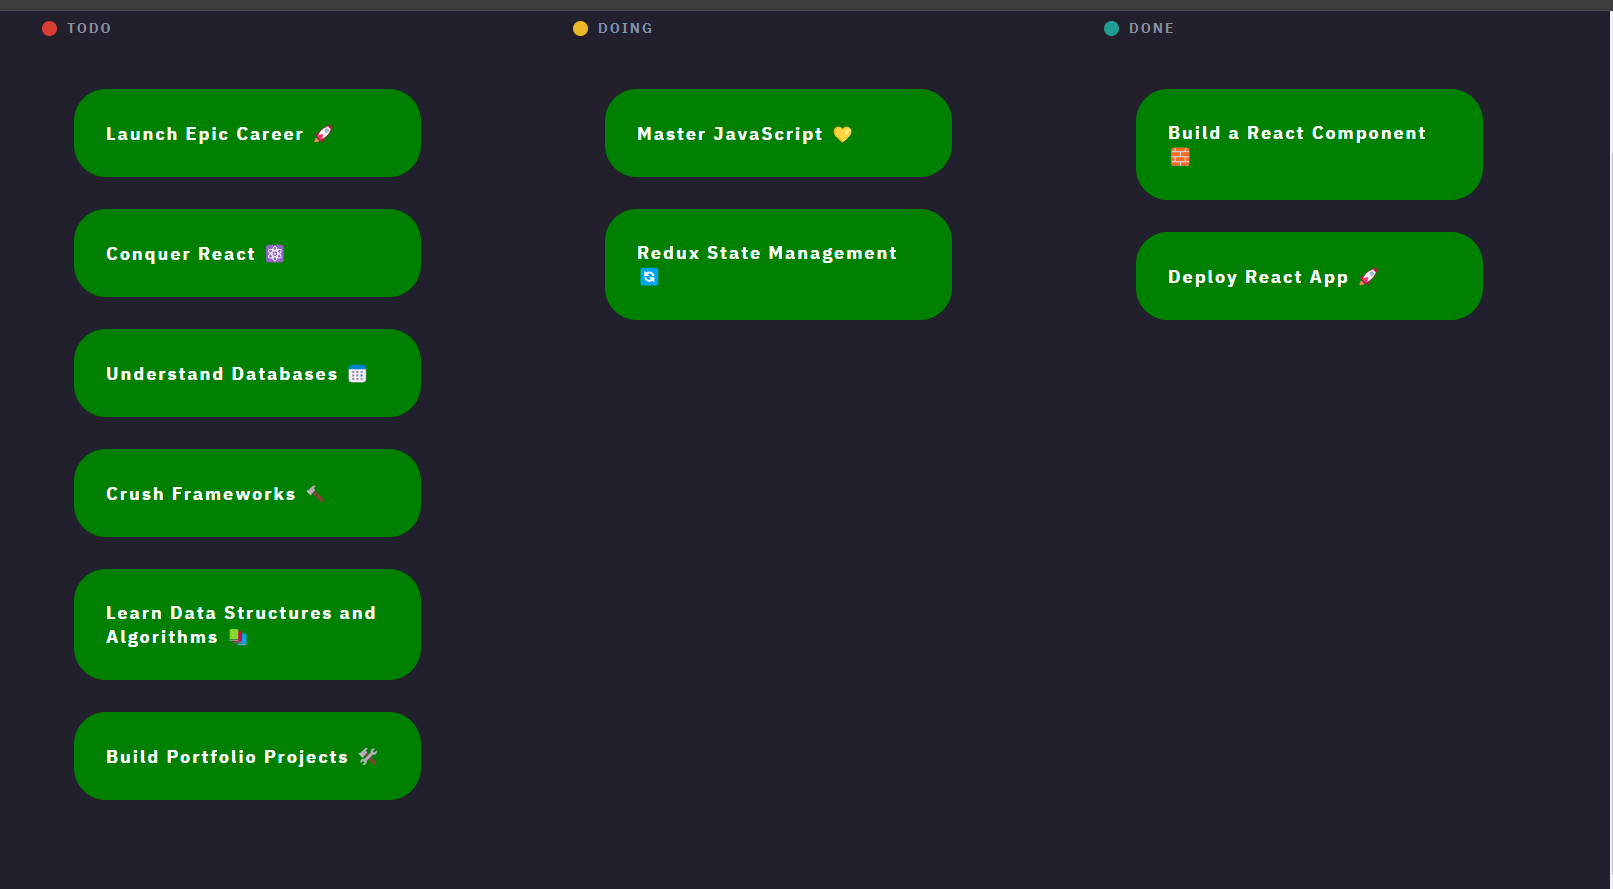 TODO
Launch Epic Career 🚀
Conquer React ⚛️
Understand Databases 🗓️
Crush Frameworks 🔨
Learn Data Structures and
Algorithms 📚
Build Portfolio Projects 🛠️
DOING
Master JavaScript 💛
Redux State Management
🔄
DONE
Build a React Component
🧱
Deploy React App 🚀